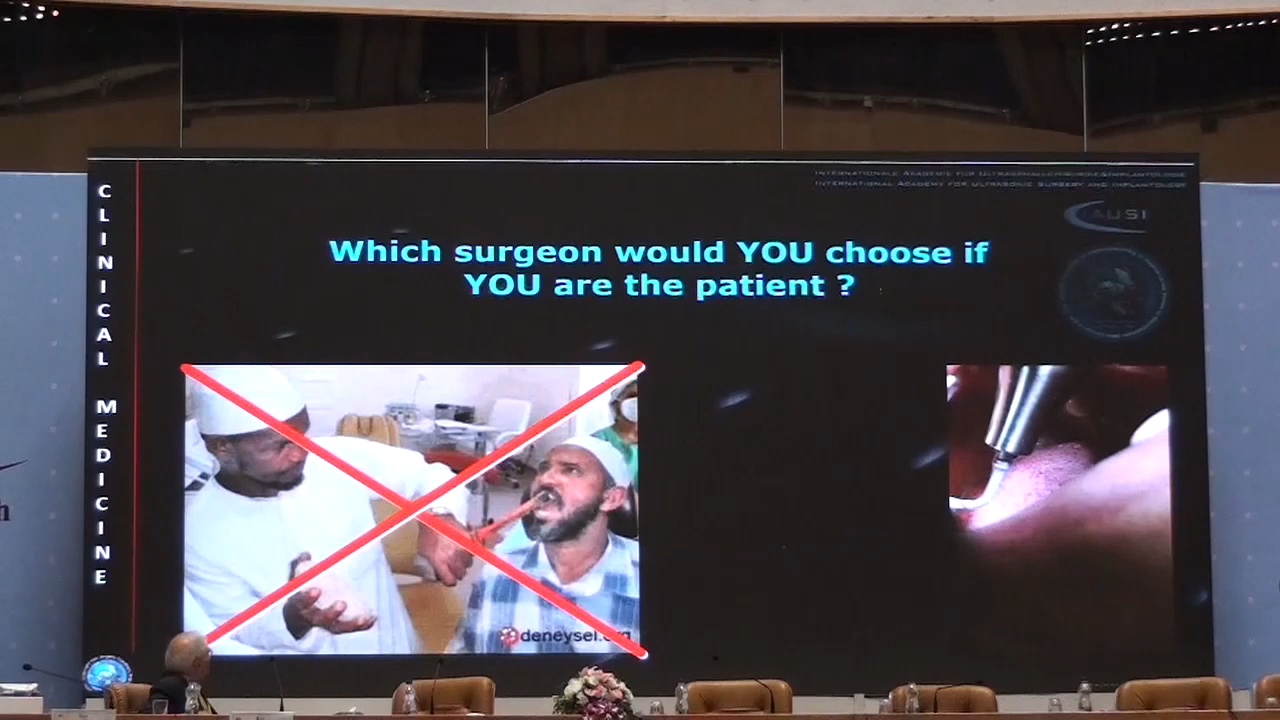 INTERNATIONAL ACADEMY FOR ULTRASONIC SURGERY AND IMPLANTOLOGY
IAUSI
Which surgeon would YOU choose if
YOU are the patient ?
CLINICAL MEDICINE
deneysel.org
h